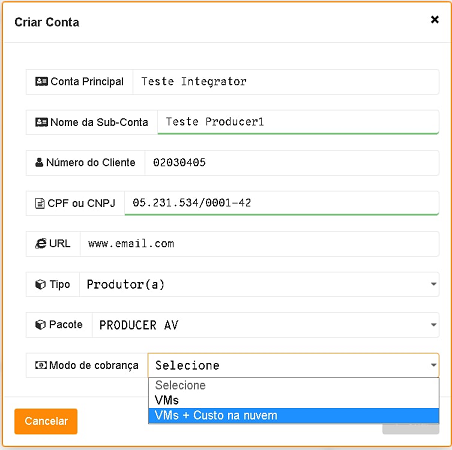 Criar Conta
Conta Principal Teste Integrator
Nome da Sub-Conta Teste Producer1
Número do Cliente 02030405
CPF ou CNPJ 05.231.534/0001-42
URL www.email.com
Tipo Produtor(a)
Pacote PRODUCER AV
Modo de cobrança Selecione
Selecione
VMs
VMs + Custo na nuvem
Cancelar